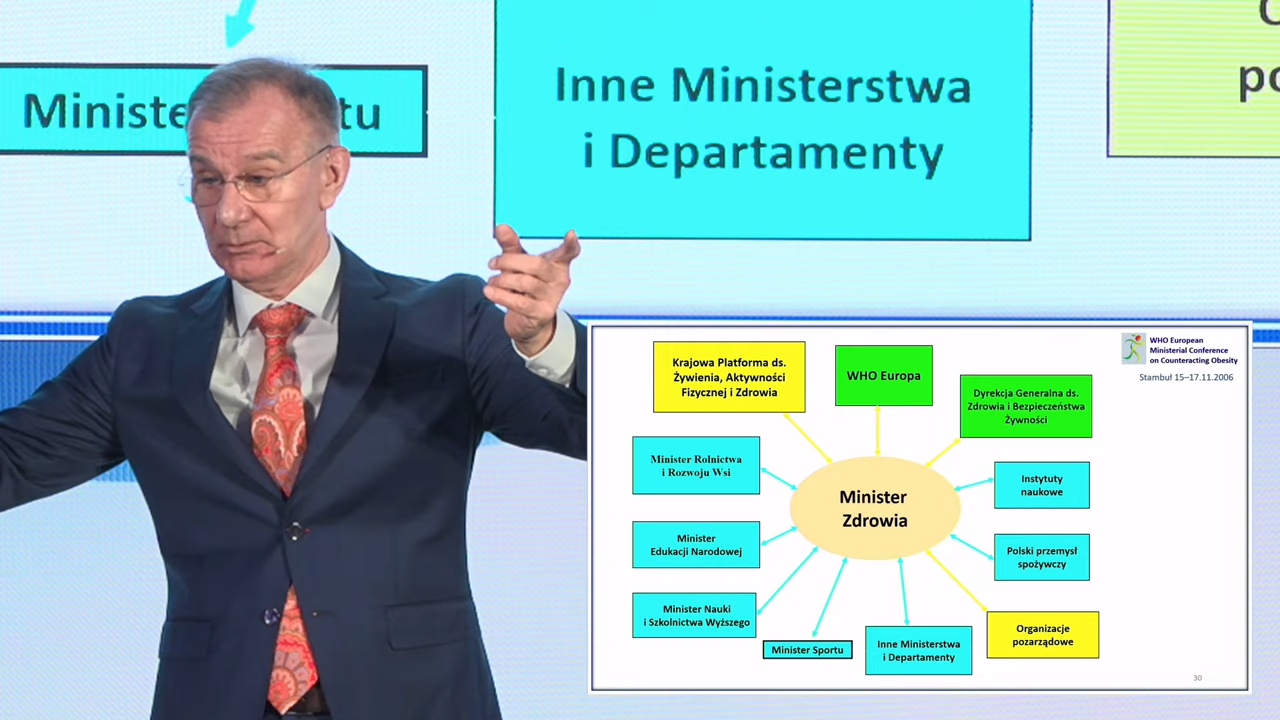 Ministe tu
Inne Ministerstwa
i Departamenty
po
WHO European
Ministerial Conference
on Counteracting Obesity
Stambuł 15–17.11.2006
Krajowa Platforma ds.
Żywienia, Aktywności
Fizycznej i Zdrowia
WHO Europa
Dyrekcja Generalna ds.
Zdrowia i Bezpieczeństwa
Żywności
Minister Rolnictwa
i Rozwoju Wsi
Instytuty
naukowe
Minister
Zdrowia
Minister
Edukacji Narodowej
Polski przemysł
spożywczy
Minister Nauki
i Szkolnictwa Wyższego
Minister Sportu
Inne Ministerstwa
i Departamenty
Organizacje
pozarządowe
30